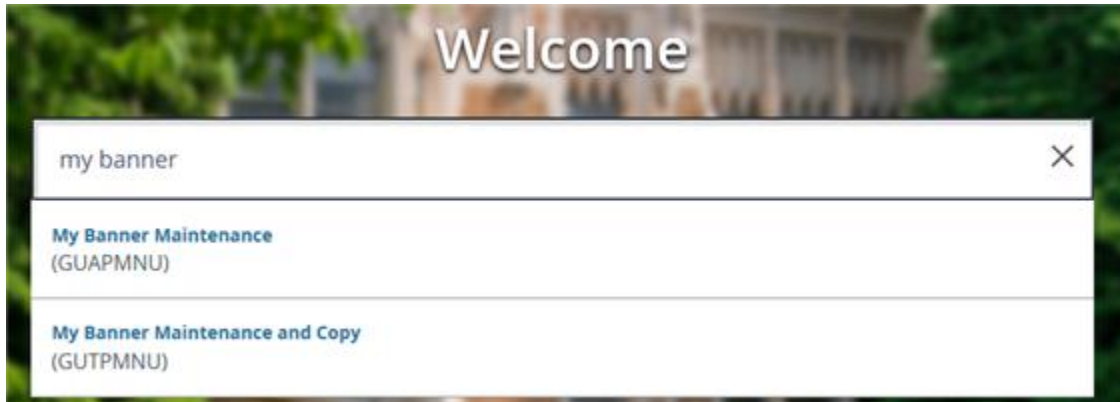 Welcome
my banner
My Banner Maintenance
(GUAPMNU)
My Banner Maintenance and Copy
(GUTPMNU)